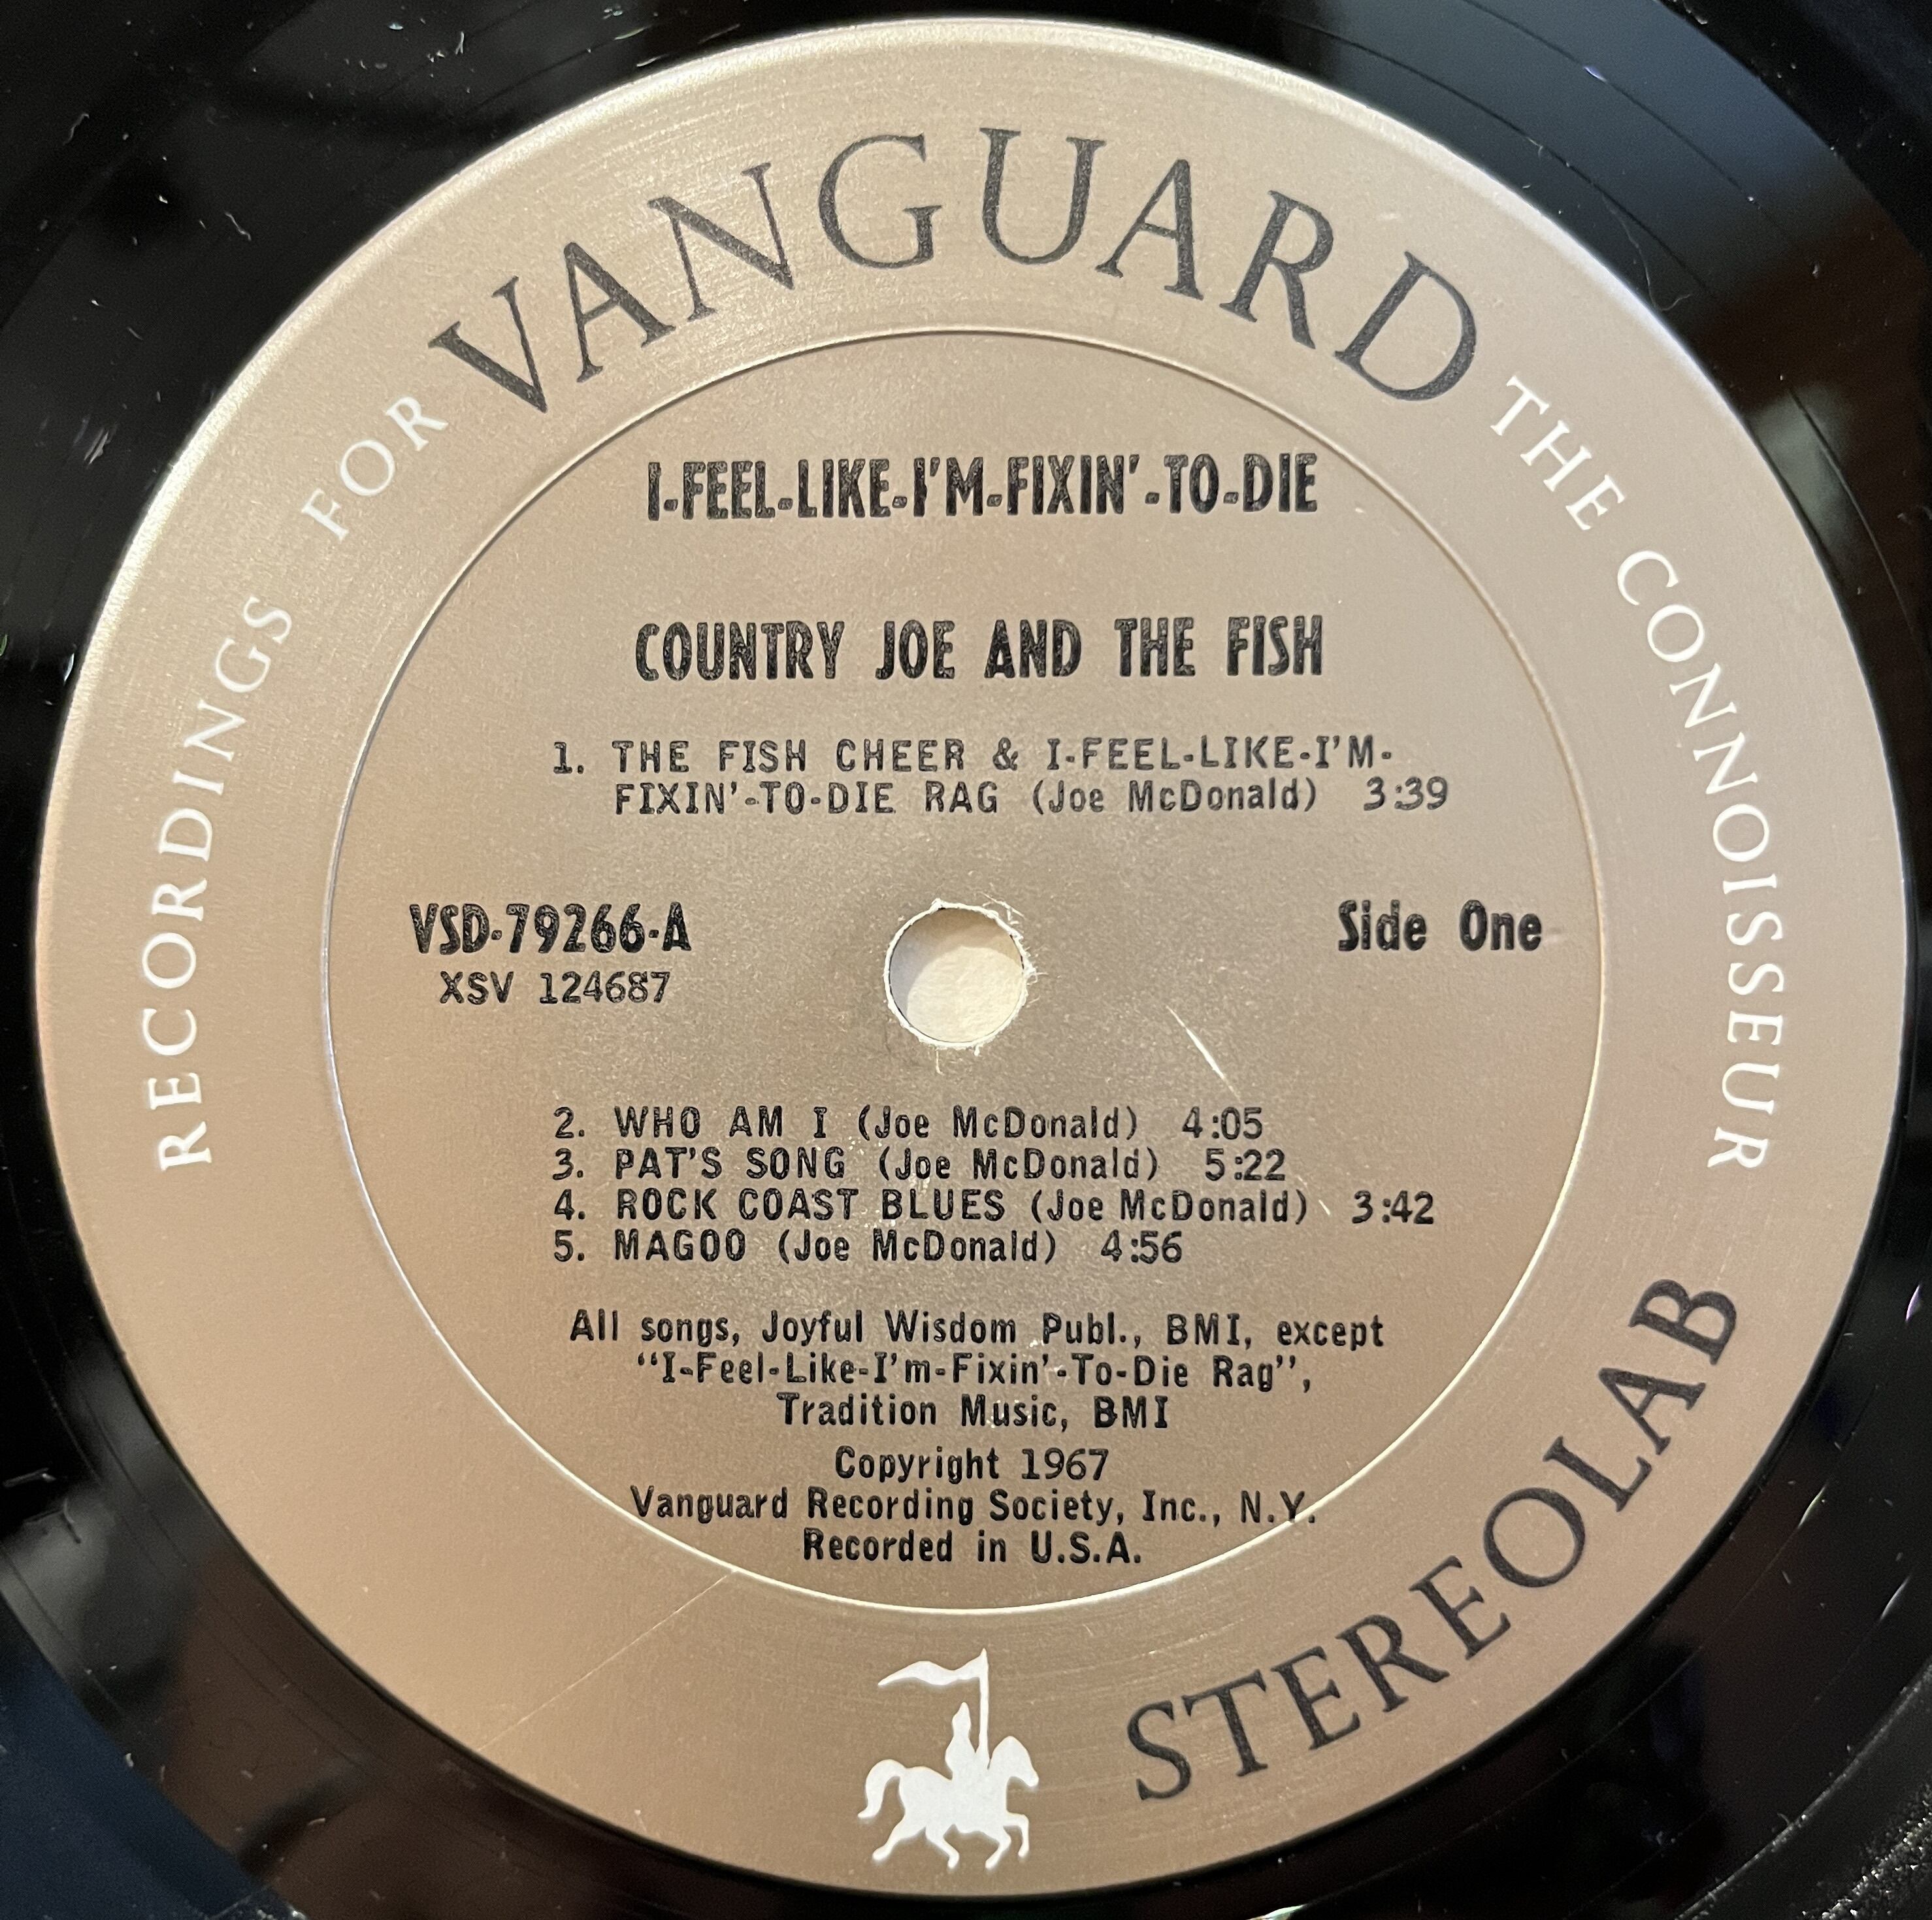 RECORDINGS FOR VANGUARD THE CONNOISSEUR
I-FEEL-LIKE-I'M-FIXIN'-TO-DIE
COUNTRY JOE AND THE FISH
1. THE FISH CHEER & I-FEEL-LIKE-I'M-
FIXIN'-TO-DIE RAG (Joe McDonald) 3:39
VSD-79266-A
XSV 124687
Side One
2. WHO AM I (Joe McDonald) 4:05
3. PAT'S SONG (Joe McDonald) 5:22
4. ROCK COAST BLUES (Joe McDonald) 3:42
5. MAGOO (Joe McDonald) 4:56
All songs, Joyful Wisdom Publ., BMI, except
"I-Feel-Like-I'm-Fixin'-To-Die Rag",
Tradition Music, BMI
Copyright 1967
Vanguard Recording Society, Inc., N.Y.
Recorded in U.S.A.
STEREOLAB